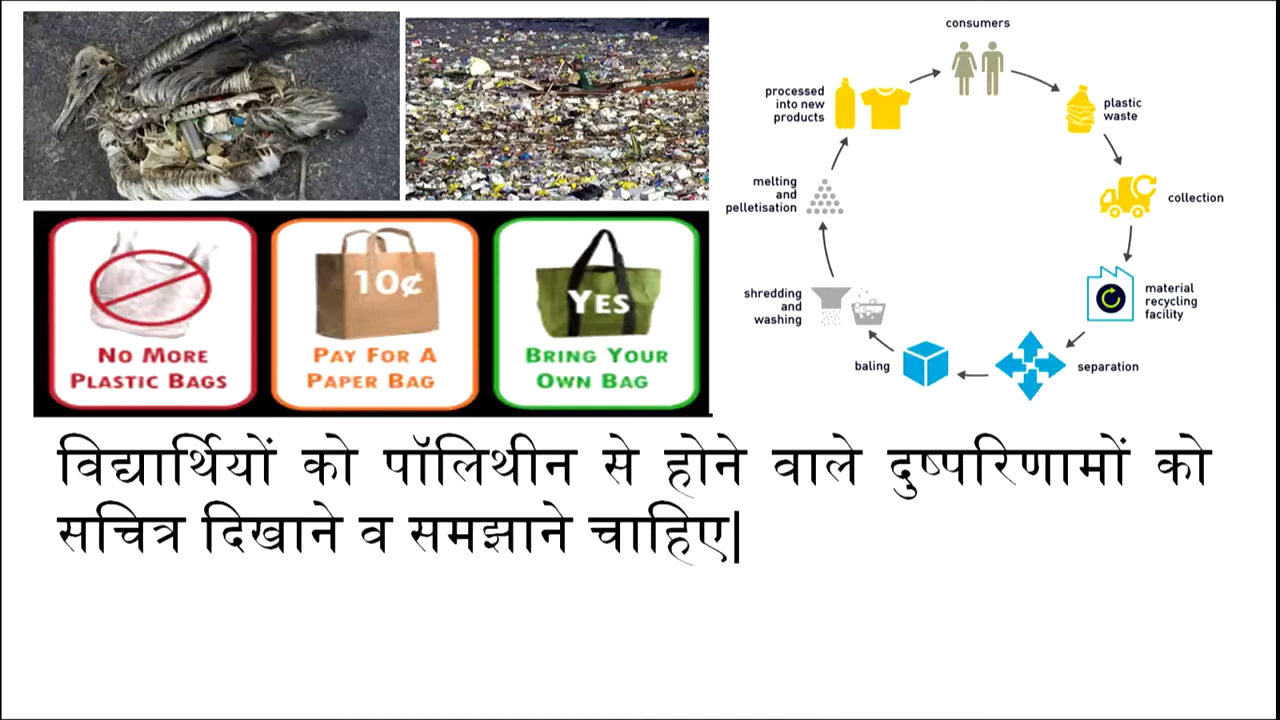 NO MORE
PLASTIC BAGS
10¢
PAY FOR A
PAPER BAG
YES
BRING YOUR
OWN BAG
consumers
plastic
waste
collection
material
recycling
facility
separation
baling
shredding
and
washing
melting
and
pelletisation
processed
into new
products
विद्यार्थियों को पॉलिथीन से होने वाले दुष्परिणामों को
सचित्र दिखाने व समझाने चाहिए|